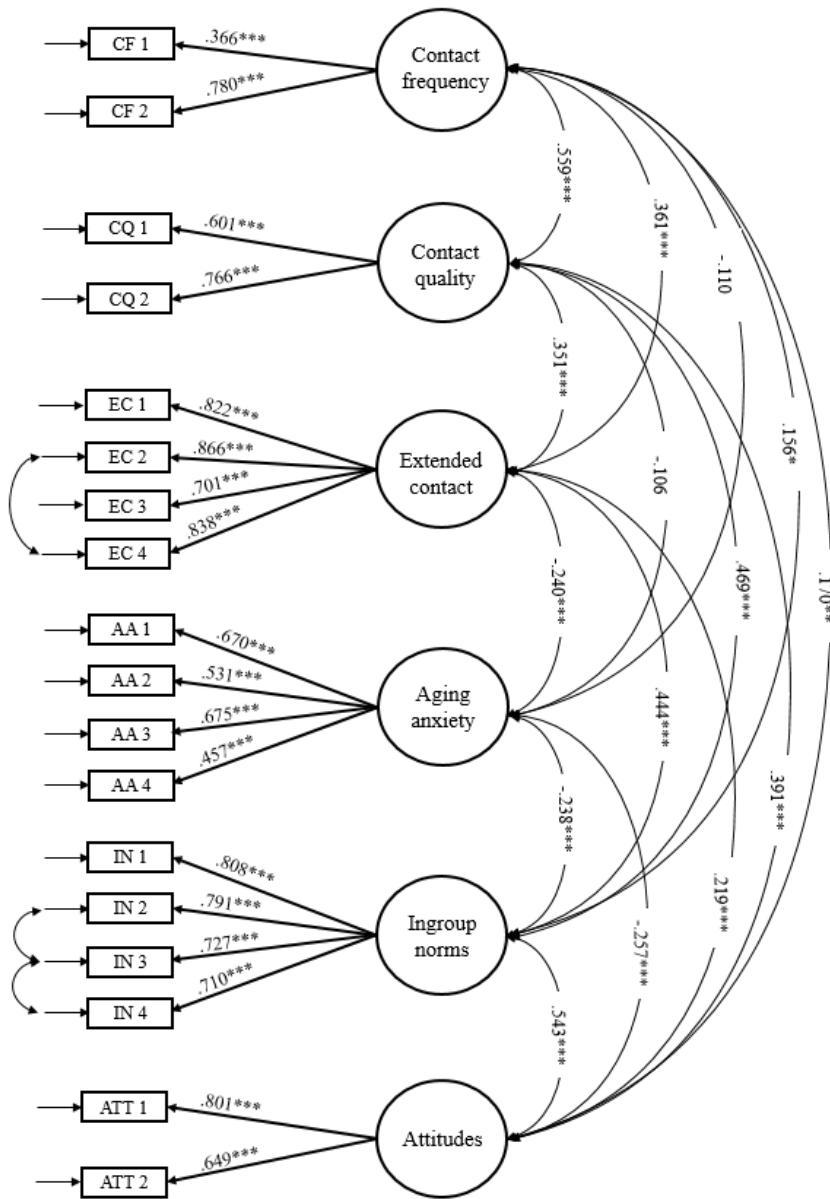 CF 1
.366***
Contact
frequency
CF 2
.780***
.559***
.361***
-.110
CQ 1
.601***
Contact
quality
CQ 2
.766***
.351***
.156*
-.106
EC 1
.822***
EC 2
.866***
Extended
contact
EC 3
.701***
EC 4
.838***
-.240***
.469***
.170**
AA 1
.670***
AA 2
.531***
Aging
anxiety
AA 3
.675***
AA 4
.457***
.444***
-.238***
.391***
IN 1
.808***
IN 2
.791***
Ingroup
norms
IN 3
.727***
IN 4
.710***
.219***
-.257***
.543***
ATT 1
.801***
Attitudes
ATT 2
.649***